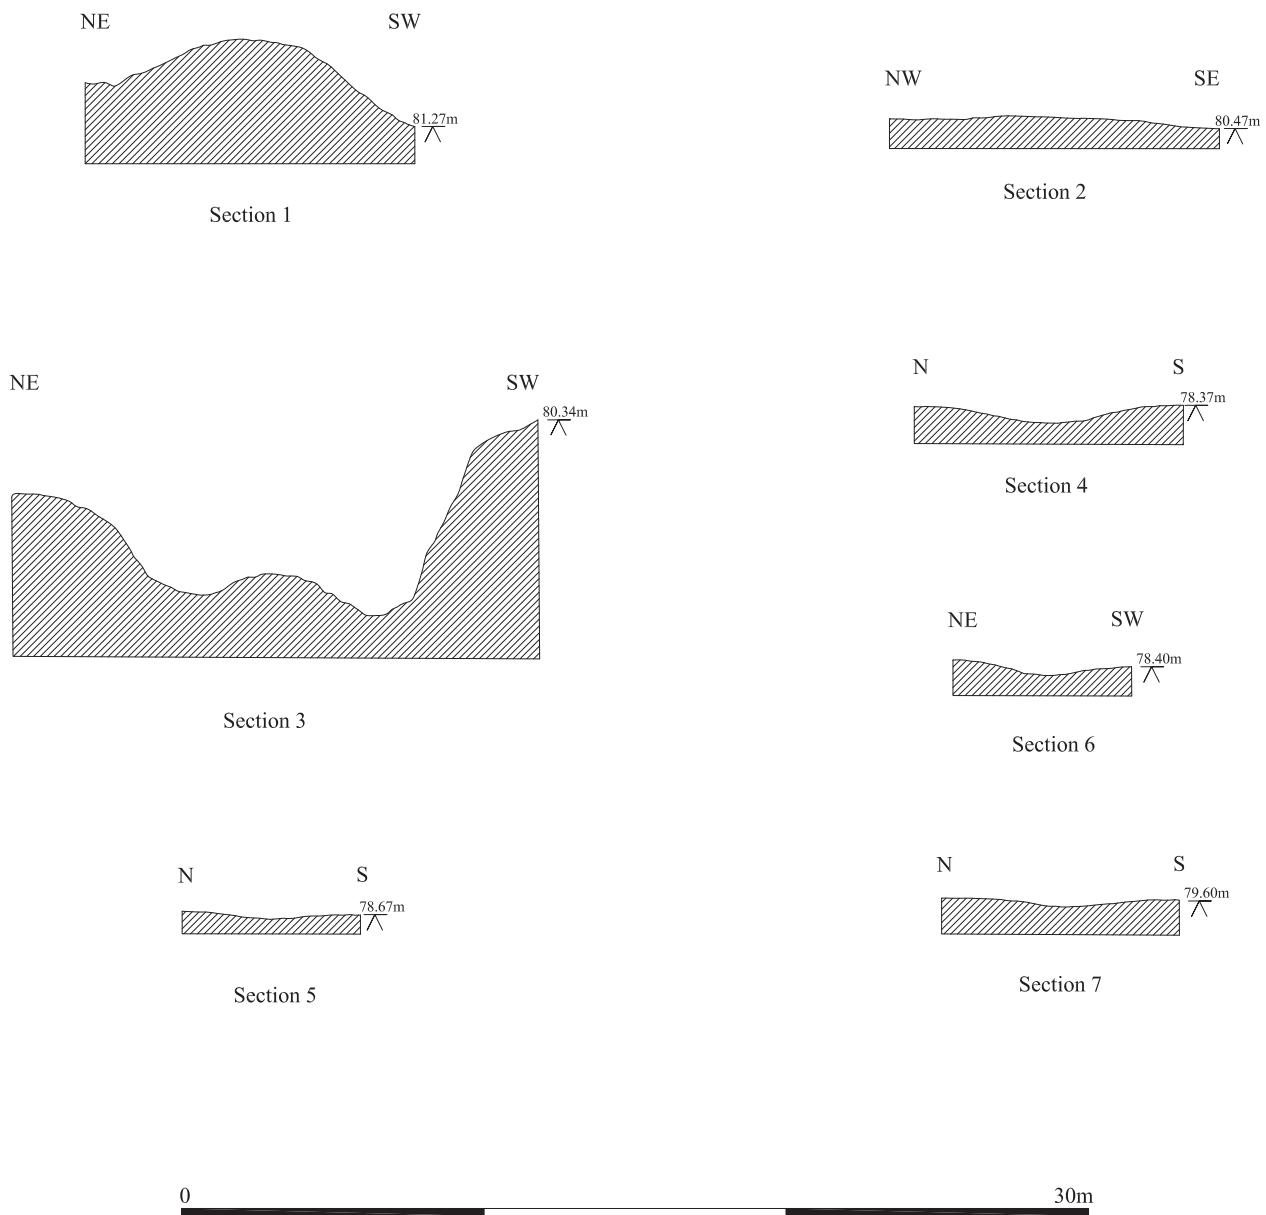 NE SW
81.27m
Section 1
NW SE
80.47m
Section 2
NE SW
80.34m
Section 3
N S
78.37m
Section 4
NE SW
78.40m
Section 6
N S
78.67m
Section 5
N S
79.60m
Section 7
0 30m